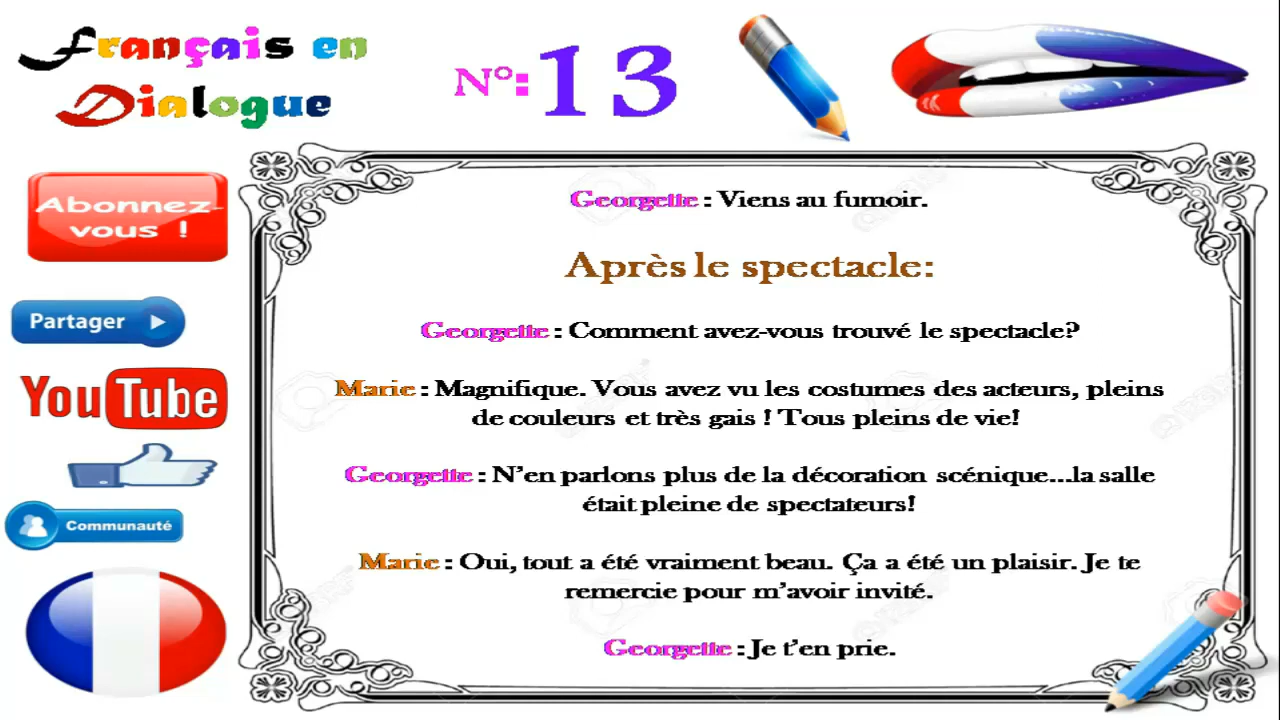 Français en
Dialogue
N°:13
Abonnez-
vous !
Partager
YouTube
Communauté
Georgette : Viens au fumoir.
Après le spectacle:
Georgette : Comment avez-vous trouvé le spectacle?
Marie : Magnifique. Vous avez vu les costumes des acteurs, pleins
de couleurs et très gais ! Tous pleins de vie!
Georgette : N’en parlons plus de la décoration scénique...la salle
était pleine de spectateurs!
Marie : Oui, tout a été vraiment beau. Ça a été un plaisir. Je te
remercie pour m’avoir invité.
Georgette : Je t’en prie.